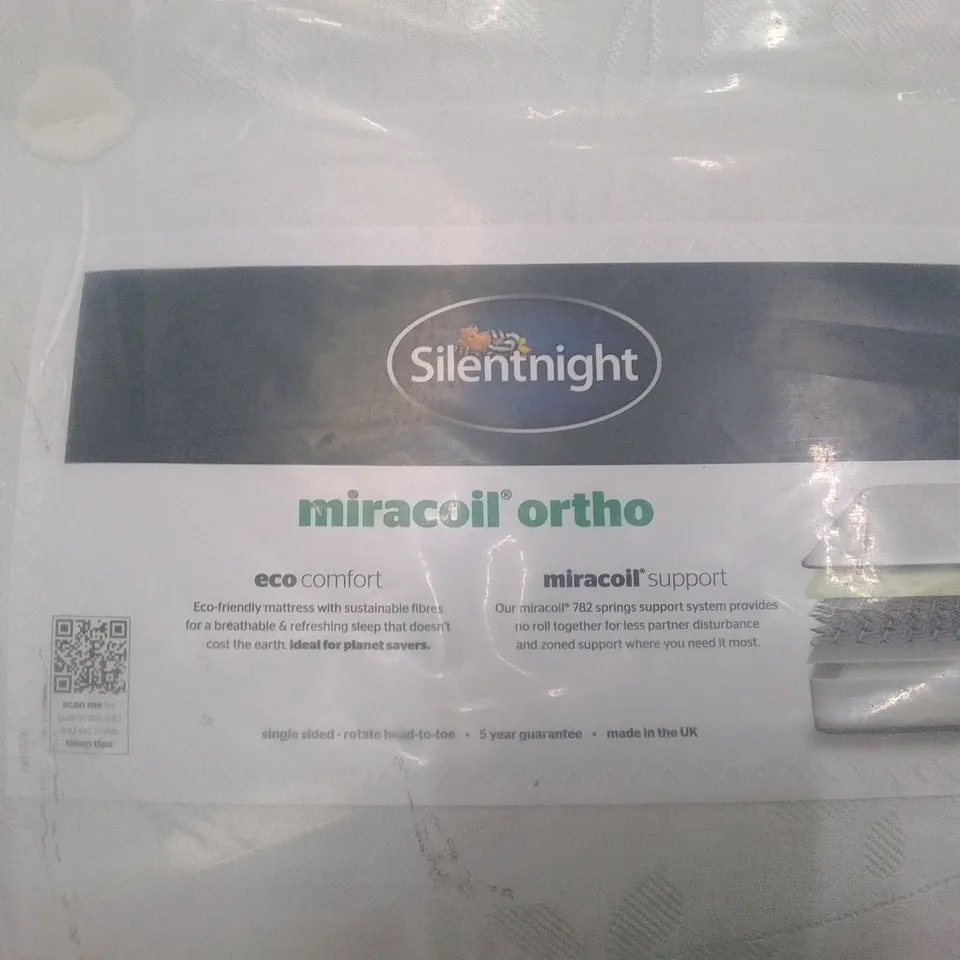 Silentnight
miracoil® ortho
eco comfort
Eco-friendly mattress with sustainable fibres
for a breathable & refreshing sleep that doesn't
cost the earth. Ideal for planet savers.
miracoil® support
Our miracoil® 782 springs support system provides
no roll together for less partner disturbance
and zoned support where you need it most.
scan me for
sleep tips
single sided - rotate head-to-toe • 5 year guarantee • made in the UK